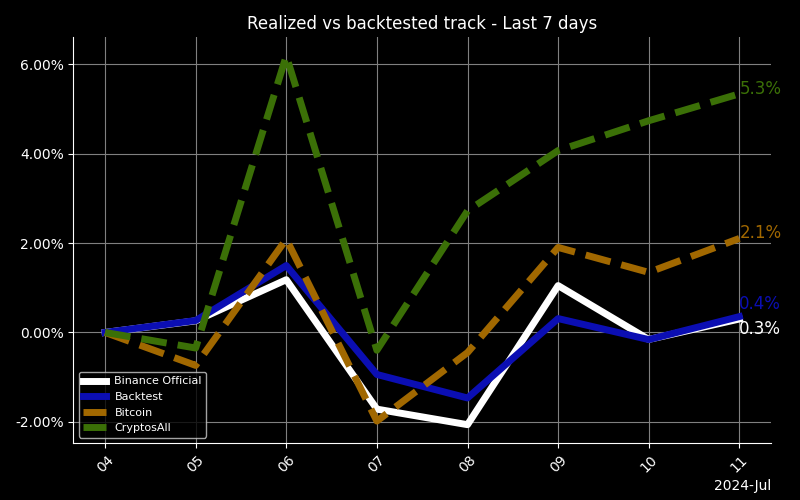 Realized vs backtested track - Last 7 days
6.00%
4.00%
2.00%
0.00%
-2.00%
5.3%
2.1%
0.4%
0.3%
Binance Official
Backtest
Bitcoin
CryptosAll
04
05
06
07
08
09
10
11
2024-Jul